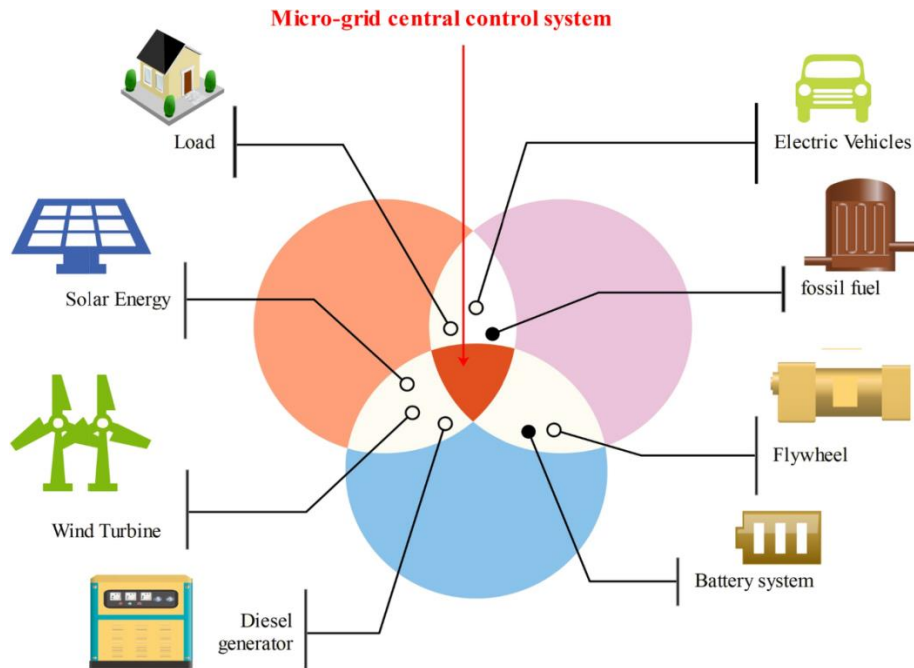 Micro-grid central control system
Load
Electric Vehicles
Solar Energy
fossil fuel
Wind Turbine
Flywheel
Diesel
generator
Battery system